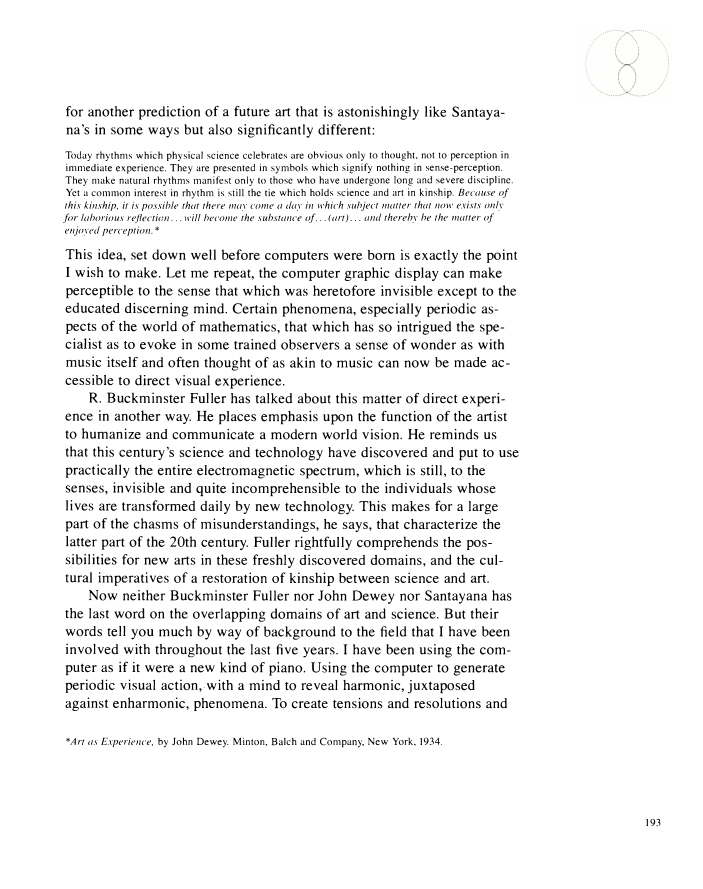 for another prediction of a future art that is astonishingly like Santaya-
na's in some ways but also significantly different:
Today rhythms which physical science celebrates are obvious only to thought, not to perception in
immediate experience. They are presented in symbols which signify nothing in sense-perception.
They make natural rhythms manifest only to those who have undergone long and severe discipline.
Yet a common interest in rhythm is still the tie which holds science and art in kinship. Because of
this kinship, it is possible that there may come a day in which subject matter that now exists only
for laborious reflection... will become the substance of... (art)... and thereby be the matter of
enjoyed perception.*
This idea, set down well before computers were born is exactly the point
I wish to make. Let me repeat, the computer graphic display can make
perceptible to the sense that which was heretofore invisible except to the
educated discerning mind. Certain phenomena, especially periodic as-
pects of the world of mathematics, that which has so intrigued the spe-
cialist as to evoke in some trained observers a sense of wonder as with
music itself and often thought of as akin to music can now be made ac-
cessible to direct visual experience.
R. Buckminster Fuller has talked about this matter of direct experi-
ence in another way. He places emphasis upon the function of the artist
to humanize and communicate a modern world vision. He reminds us
that this century's science and technology have discovered and put to use
practically the entire electromagnetic spectrum, which is still, to the
senses, invisible and quite incomprehensible to the individuals whose
lives are transformed daily by new technology. This makes for a large
part of the chasms of misunderstandings, he says, that characterize the
latter part of the 20th century. Fuller rightfully comprehends the pos-
sibilities for new arts in these freshly discovered domains, and the cul-
tural imperatives of a restoration of kinship between science and art.
Now neither Buckminster Fuller nor John Dewey nor Santayana has
the last word on the overlapping domains of art and science. But their
words tell you much by way of background to the field that I have been
involved with throughout the last five years. I have been using the com-
puter as if it were a new kind of piano. Using the computer to generate
periodic visual action, with a mind to reveal harmonic, juxtaposed
against enharmonic, phenomena. To create tensions and resolutions and
*Art as Experience, by John Dewey. Minton, Balch and Company, New York, 1934.
193